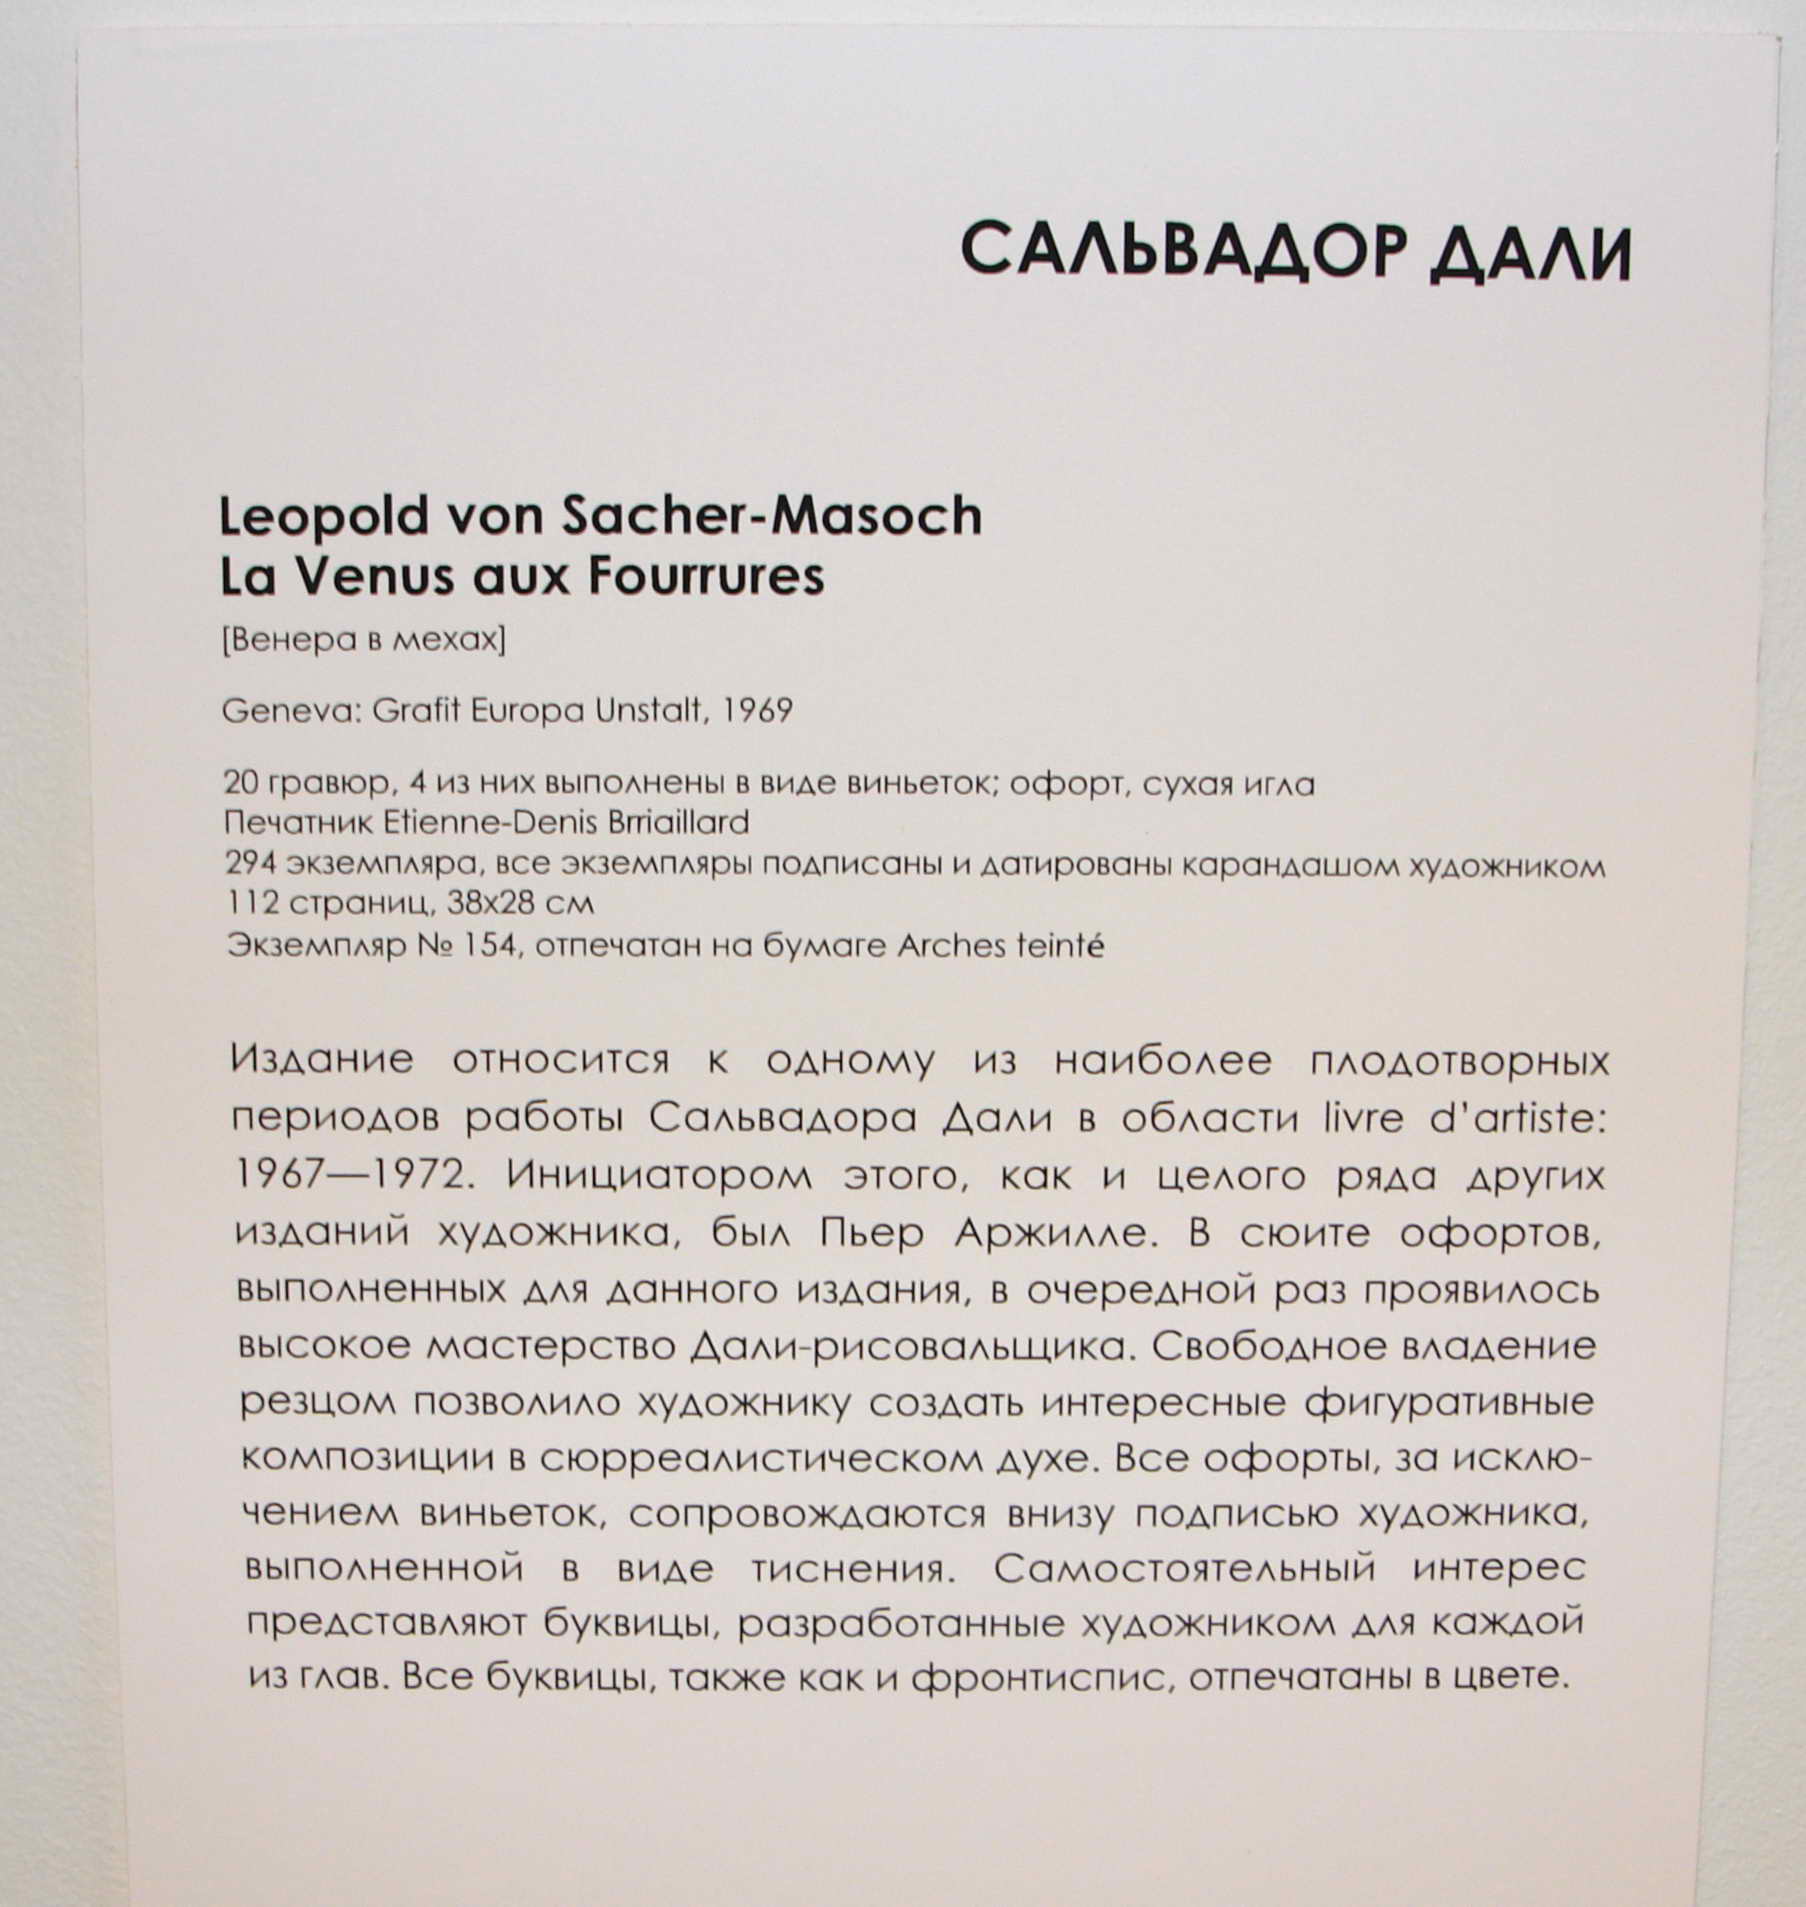 САЛЬВАДОР ДАЛИ
Leopold von Sacher-Masoch
La Venus aux Fourrures
[Венера в мехах]
Geneva: Grafit Europa Unstalt, 1969
20 гравюр, 4 из них выполнены в виде виньеток; офорт, сухая игла
Печатник Etienne-Denis Brriaillard
294 экземпляра, все экземпляры подписаны и датированы карандашом художником
112 страниц, 38х28 см
Экземпляр № 154, отпечатан на бумаге Arches teinté
Издание относится к одному из наиболее плодотворных
периодов работы Сальвадора Дали в области livre d'artiste:
1967—1972. Инициатором этого, как и целого ряда других
изданий художника, был Пьер Аржилле. В сюите офортов,
выполненных для данного издания, в очередной раз проявилось
высокое мастерство Дали-рисовальщика. Свободное владение
резцом позволило художнику создать интересные фигуративные
композиции в сюрреалистическом духе. Все офорты, за исклю-
чением виньеток, сопровождаются внизу подписью художника,
выполненной в виде тиснения. Самостоятельный интерес
представляют буквицы, разработанные художником для каждой
из глав. Все буквицы, также как и фронтиспис, отпечатаны в цвете.